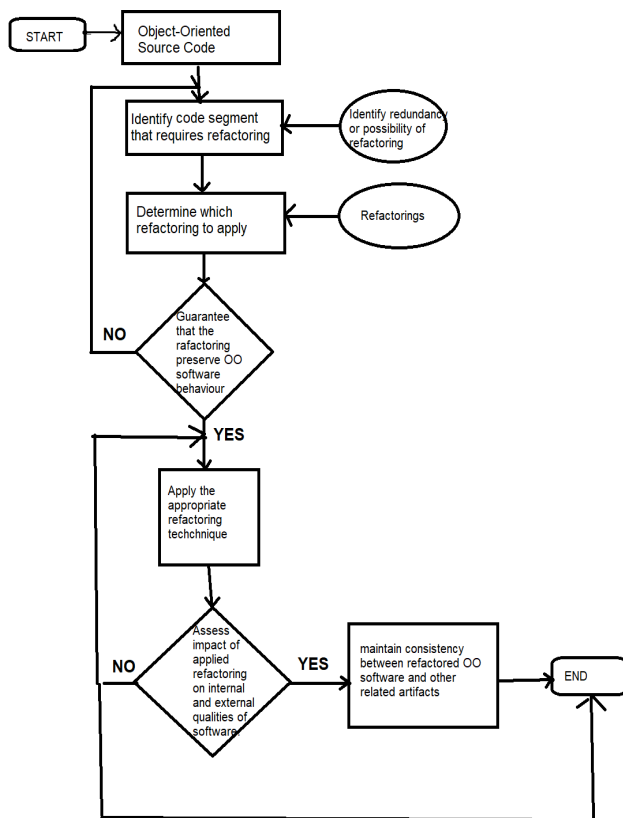 START
Object-Oriented
Source Code
Identify code segment
that requires refactoring
Identify redundancy
or possibility of
refactoring
Determine which
refactoring to apply
Refactorings
Guarantee
that the
rafactoring
preserve OO
software
behaviour
NO
YES
Apply the
appropriate
refactoring
techchnique
Assess
impact of
applied
refactoring
on internal
and external
qualities of
software.
NO
YES
maintain consistency
between refactored OO
software and other
related artifacts
END